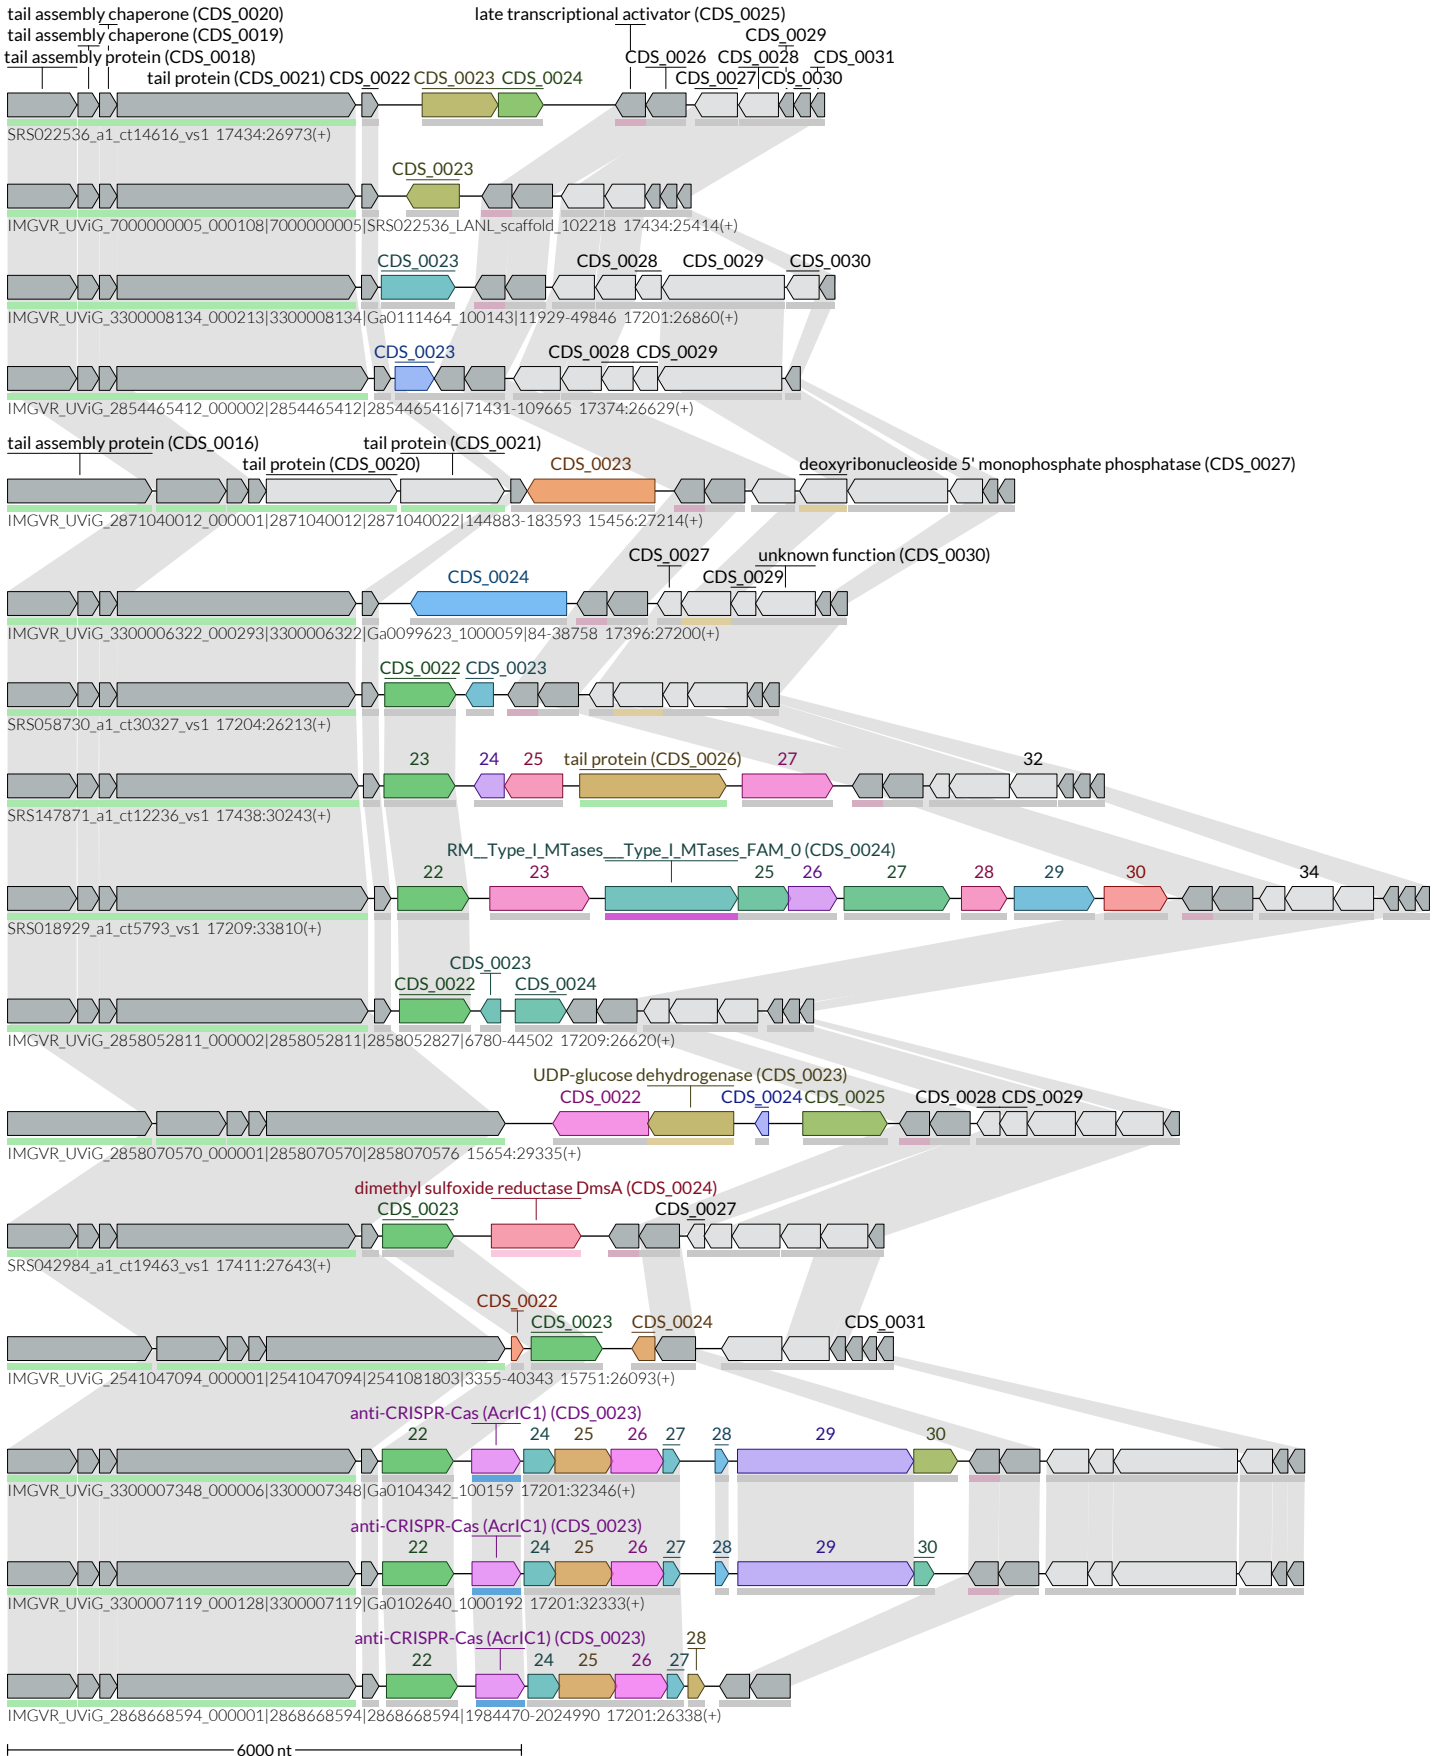 tail assembly chaperone (CDS_0020)
late transcriptional activator (CDS_0025)
tail assembly chaperone (CDS_0019)
CDS_0029
tail assembly protein (CDS_0018)
CDS_0026 CDS_0028 CDS_0031
tail protein (CDS_0021) CDS_0022 CDS_0023 CDS_0024 CDS_0027 CDS_0030
SRS022536_a1_ct14616_vs1 17434:26973(+)
CDS_0023
IMGVR_UViG_7000000005_000108|7000000005|SRS022536_LANL_scaffold_102218 17434:25414(+)
CDS_0023 CDS_0028 CDS_0029 CDS_0030
IMGVR_UViG_3300008134_000213|3300008134|Ga0111464_100143|11929-49846 17201:26860(+)
CDS_0023 CDS_0028 CDS_0029
IMGVR_UViG_2854465412_000002|2854465412|2854465416|71431-109665 17374:26629(+)
tail assembly protein (CDS_0016) tail protein (CDS_0021)
tail protein (CDS_0020) CDS_0023 deoxyribonucleoside 5' monophosphate phosphatase (CDS_0027)
IMGVR_UViG_2871040012_000001|2871040012|2871040022|144883-183593 15456:27214(+)
CDS_0027 unknown function (CDS_0030)
CDS_0024 CDS_0029
IMGVR_UViG_3300006322_000293|3300006322|Ga0099623_1000059|84-38758 17396:27200(+)
CDS_0022 CDS_0023
SRS058730_a1_ct30327_vs1 17204:26213(+)
23 24 25 tail protein (CDS_0026) 27 32
SRS147871_a1_ct12236_vs1 17438:30243(+)
RM__Type_I_MTases___Type_I_MTases_FAM_0 (CDS_0024)
22 23 25 26 27 28 29 30 34
SRS018929_a1_ct5793_vs1 17209:33810(+)
CDS_0023
CDS_0022 CDS_0024
IMGVR_UViG_2858052811_000002|2858052811|2858052827|6780-44502 17209:26620(+)
UDP-glucose dehydrogenase (CDS_0023)
CDS_0022 CDS_0024 CDS_0025 CDS_0028 CDS_0029
IMGVR_UViG_2858070570_000001|2858070570|2858070576 15654:29335(+)
dimethyl sulfoxide reductase DmsA (CDS_0024)
CDS_0023 CDS_0027
SRS042984_a1_ct19463_vs1 17411:27643(+)
CDS_0022
CDS_0023 CDS_0024 CDS_0031
IMGVR_UViG_2541047094_000001|2541047094|2541081803|3355-40343 15751:26093(+)
anti-CRISPR-Cas (AcrIC1) (CDS_0023)
22 24 25 26 27 28 29 30
IMGVR_UViG_3300007348_000006|3300007348|Ga0104342_100159 17201:32346(+)
anti-CRISPR-Cas (AcrIC1) (CDS_0023)
22 24 25 26 27 28 29 30
IMGVR_UViG_3300007119_000128|3300007119|Ga0102640_1000192 17201:32333(+)
anti-CRISPR-Cas (AcrIC1) (CDS_0023) 28
22 24 25 26 27
IMGVR_UViG_2868668594_000001|2868668594|2868668594|1984470-2024990 17201:26338(+)
6000 nt